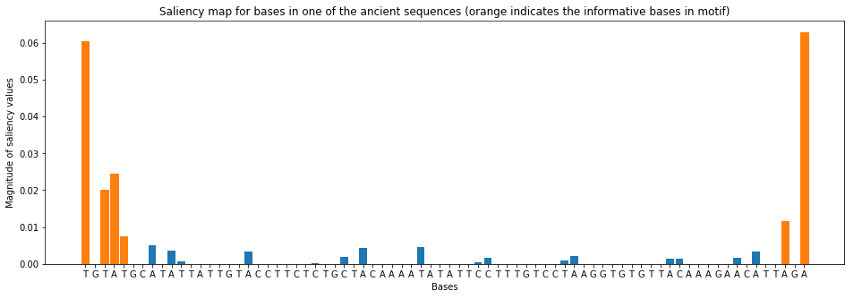 Saliency map for bases in one of the ancient sequences (orange indicates the informative bases in motif)
0.06
0.05
0.04
0.03
0.02
0.01
0.00
Magnitude of saliency values
T G T A T G C A T A T T A T T G T A C C T T C T C T G C T A C A A A A T A T A T T C C T T T G T C C T A A G G T G T G T T A C A A A G A A C A T T A G A
Bases